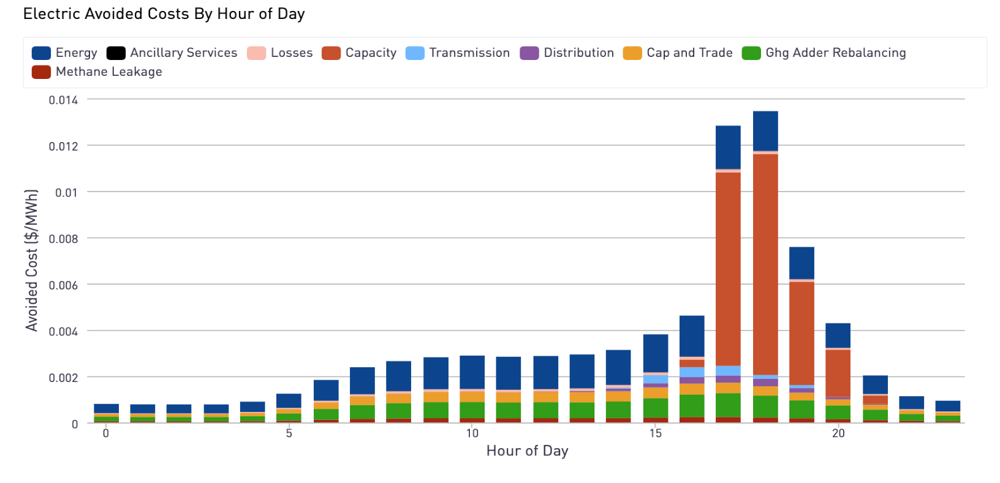 Electric Avoided Costs By Hour of Day
Energy Ancillary Services Losses Capacity Transmission Distribution Cap and Trade Ghg Adder Rebalancing
Methane Leakage
0.014
0.012
0.01
0.008
0.006
0.004
0.002
0
Avoided Cost ($/MWh)
0 5 10 15 20
Hour of Day